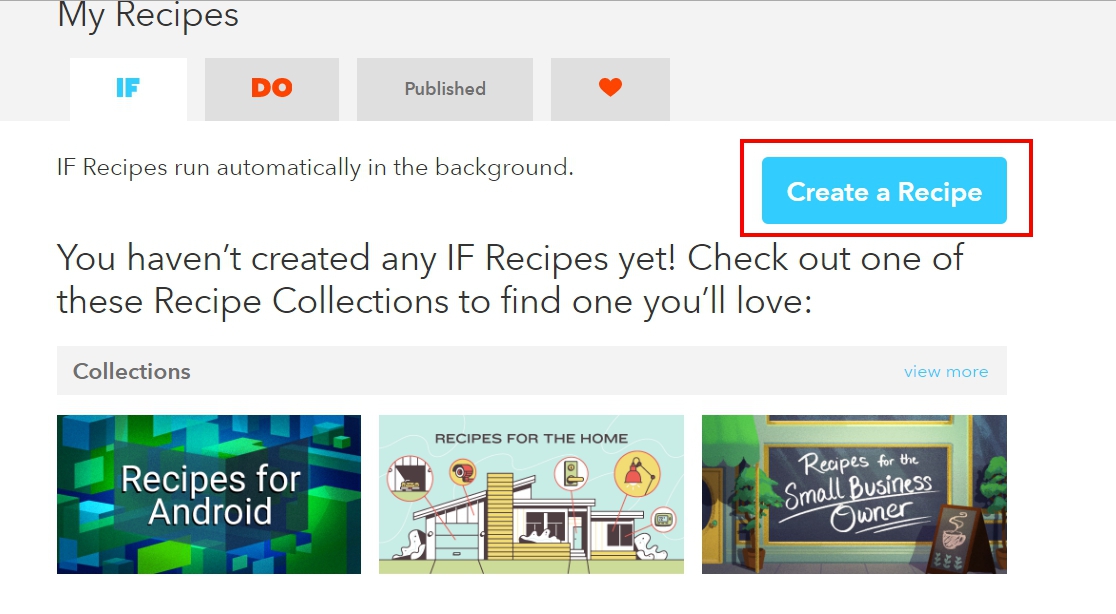 My Recipes
IF
DO
Published
IF Recipes run automatically in the background.
Create a Recipe
You haven’t created any IF Recipes yet! Check out one of
these Recipe Collections to find one you’ll love:
Collections
view more
Recipes for
Android
RECIPES FOR THE HOME
Recipes for the
Small Business
Owner